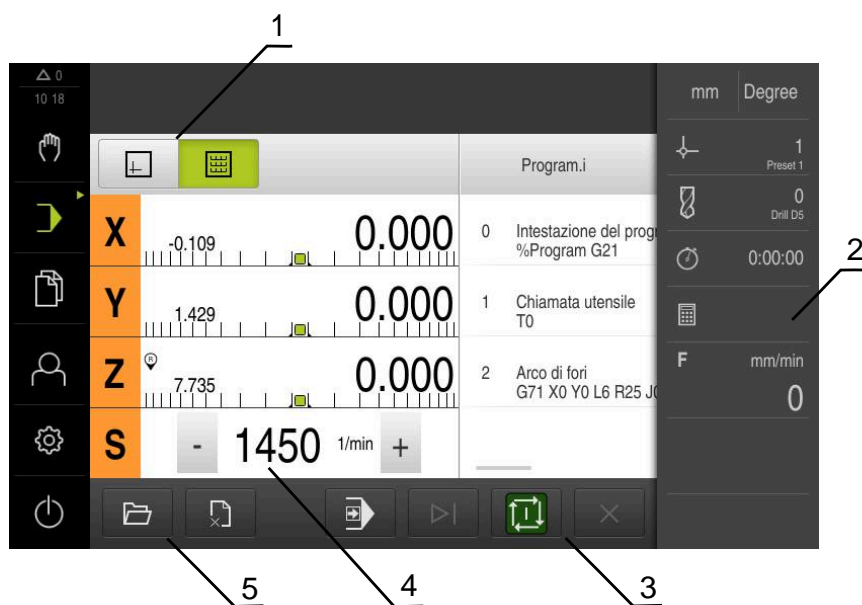 1
0
10 18
mm Degree
1
Preset 1
Program.i
0
Drill D5
X -0.109 0.000
0 Intestazione del progr
%Program G21
0:00:00
2
Y 1.429 0.000
1 Chiamata utensile
T0
Z R 7.735 0.000
2 Arco di fori
G71 X0 Y0 L6 R25 J0
F mm/min
0
S - 1450 1/min +
5 4 3